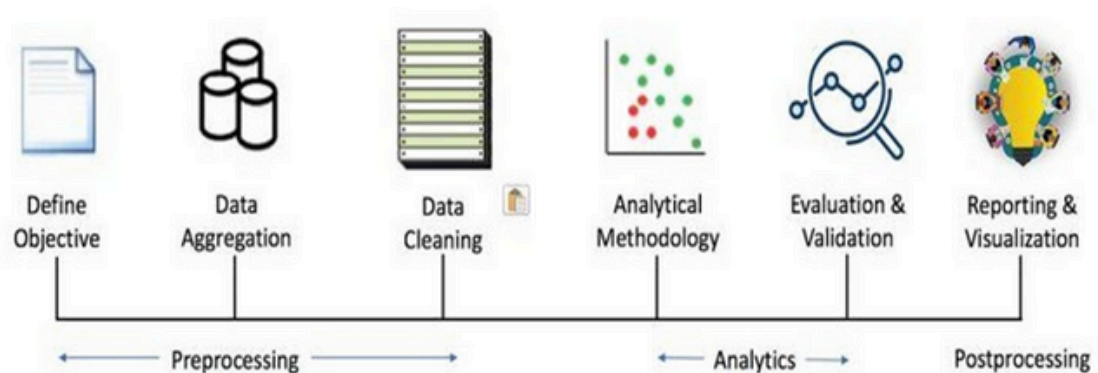 Define
Objective
Data
Aggregation
Data
Cleaning
Analytical
Methodology
Evaluation &
Validation
Reporting &
Visualization
Preprocessing
Analytics
Postprocessing